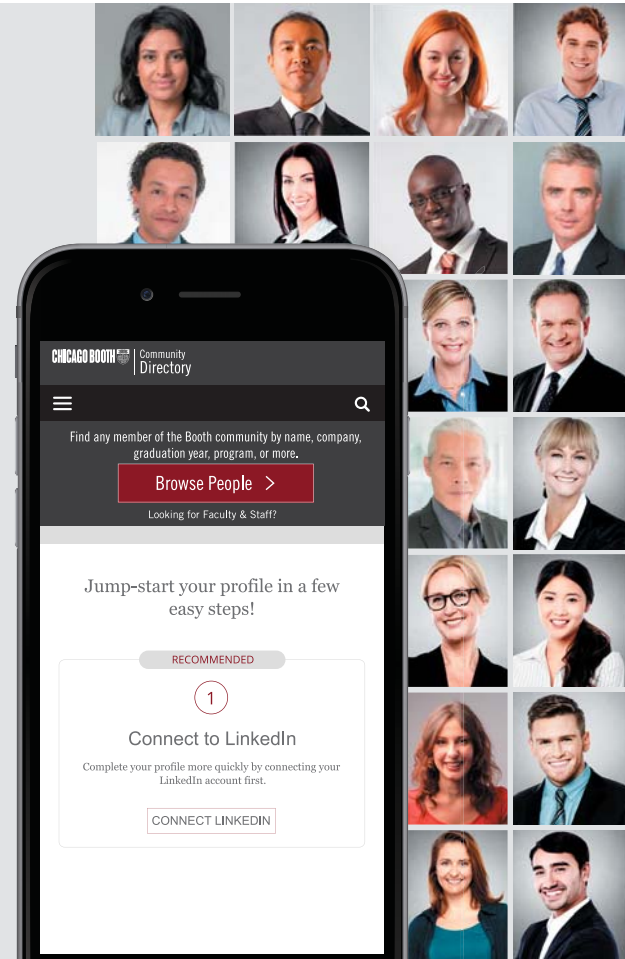 CHICAGO BOOTH
Community
Directory
Find any member of the Booth community by name, company,
graduation year, program, or more.
Browse People >
Looking for Faculty & Staff?
Jump-start your profile in a few
easy steps!
RECOMMENDED
1
Connect to LinkedIn
Complete your profile more quickly by connecting your
LinkedIn account first.
CONNECT LINKEDIN